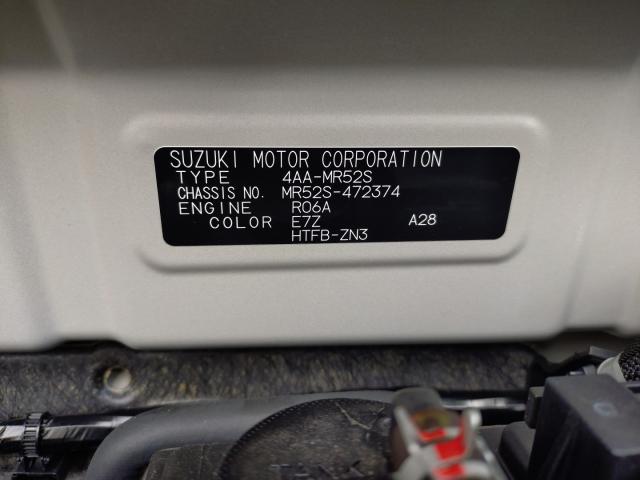 SUZUKI MOTOR CORPORATION
TYPE 4AA-MR52S
CHASSIS NO. MR52S-472374
ENGINE R06A
COLOR E7Z A28
HTFB-ZN3